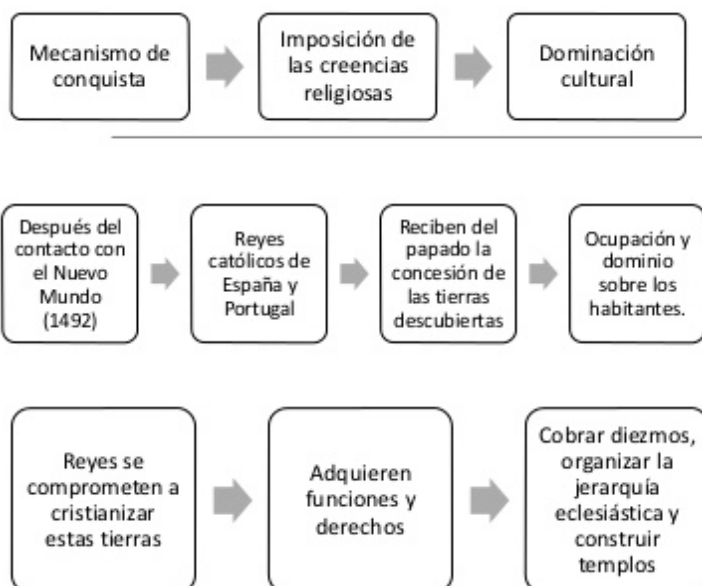 Mecanismo de
conquista
Imposición de
las creencias
religiosas
Dominación
cultural
Después del
contacto con
el Nuevo
Mundo
(1492)
Reyes
católicos de
España y
Portugal
Reciben del
papado la
concesión de
las tierras
descubiertas
Ocupación y
dominio
sobre los
habitantes.
Reyes se
comprometen a
cristianizar
estas tierras
Adquieren
funciones y
derechos
Cobrar diezmos,
organizar la
jerarquía
eclesiástica y
construir
templos